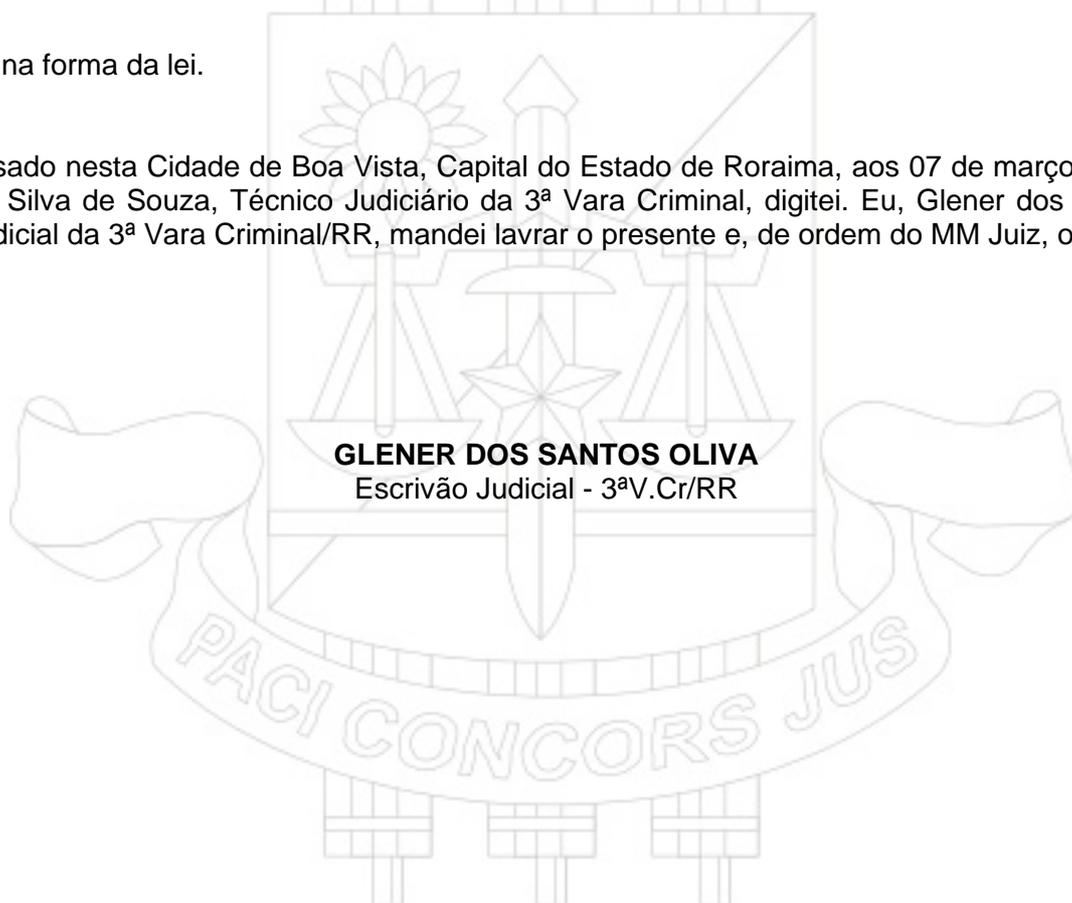 na forma da lei.
sado nesta Cidade de Boa Vista, Capital do Estado de Roraima, aos 07 de março
Silva de Souza, Técnico Judiciário da 3ª Vara Criminal, digitei. Eu, Glener dos
dicial da 3ª Vara Criminal/RR, mandei lavrar o presente e, de ordem do MM Juiz, o
GLENER DOS SANTOS OLIVA
Escrivão Judicial - 3ªV.Cr/RR
PACI CONCORS JUS